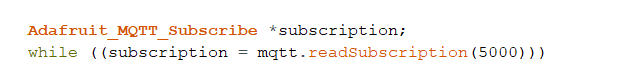 Adafruit_MQTT_Subscribe *subscription;
while ((subscription = mqtt.readSubscription(5000)))